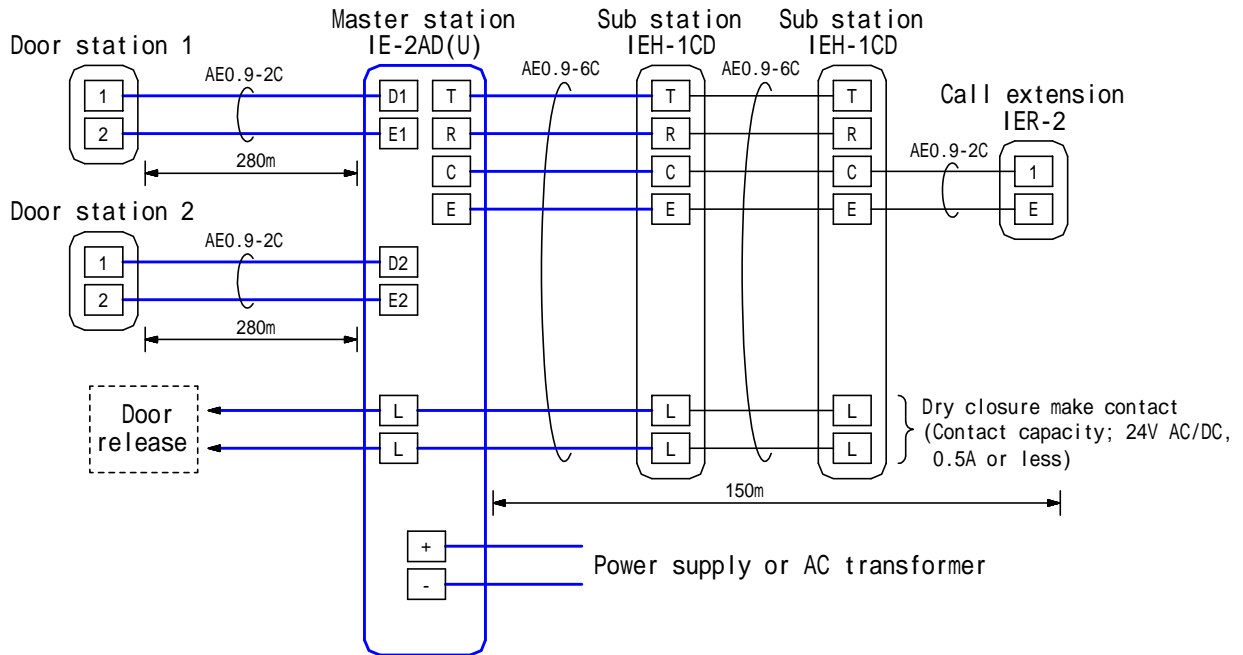 Master station
IE-2AD(U)
Sub station
IEH-1CD
Sub station
IEH-1CD
Door station 1
AE0.9-2C
AE0.9-6C
AE0.9-6C
Call extension
IER-2
AE0.9-2C
1
2
D1
E1
T
R
C
E
T
R
C
E
T
R
C
E
1
E
280m
Door station 2
AE0.9-2C
1
2
D2
E2
280m
Door
release
L
L
L
L
L
L
Dry closure make contact
(Contact capacity; 24V AC/DC,
0.5A or less)
150m
+
-
Power supply or AC transformer